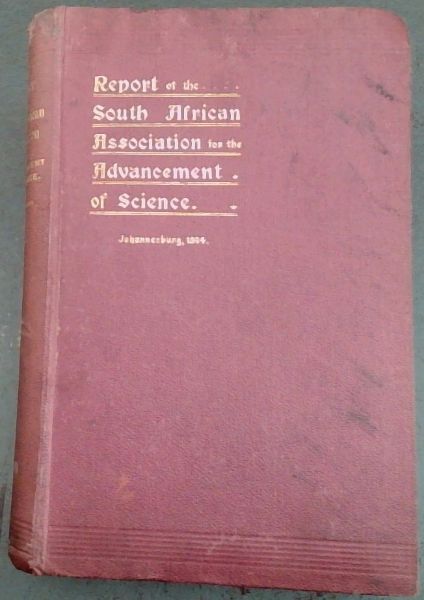 Report of the . . . .
South African
Association for the
Advancement .
of Science. .
Johannesburg, 1904.